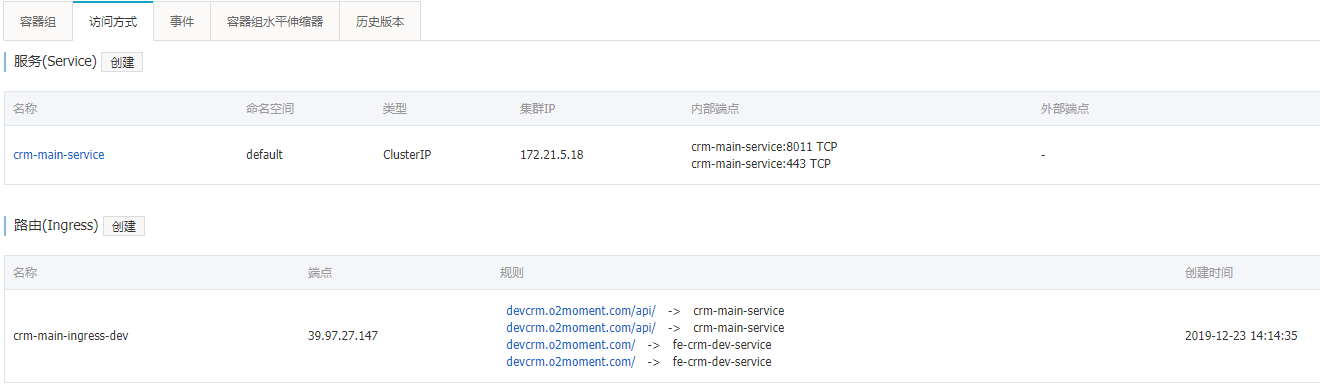 容器组 访问方式 事件 容器组水平伸缩器 历史版本
服务(Service) 创建
名称 命名空间 类型 集群IP 内部端点 外部端点
crm-main-service default ClusterIP 172.21.5.18 crm-main-service:8011 TCP -
crm-main-service:443 TCP
路由(Ingress) 创建
名称 端点 规则 创建时间
devcrm.o2moment.com/api/ -> crm-main-service
devcrm.o2moment.com/api/ -> crm-main-service
crm-main-ingress-dev 39.97.27.147 2019-12-23 14:14:35
devcrm.o2moment.com/ -> fe-crm-dev-service
devcrm.o2moment.com/ -> fe-crm-dev-service